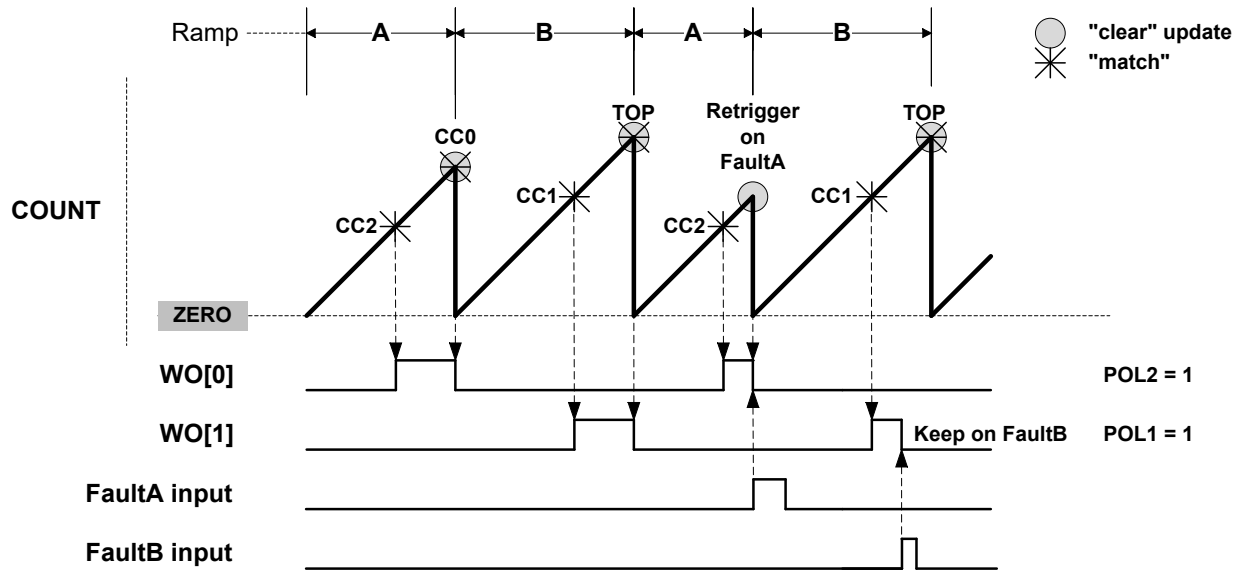 Ramp A B A B
"clear" update
"match"
TOP Retrigger TOP
on
CC0
FaultA
CC1 CC1
COUNT
CC2 CC2
ZERO
WO[0] POL2 = 1
WO[1] Keep on FaultB POL1 = 1
FaultA input
FaultB input